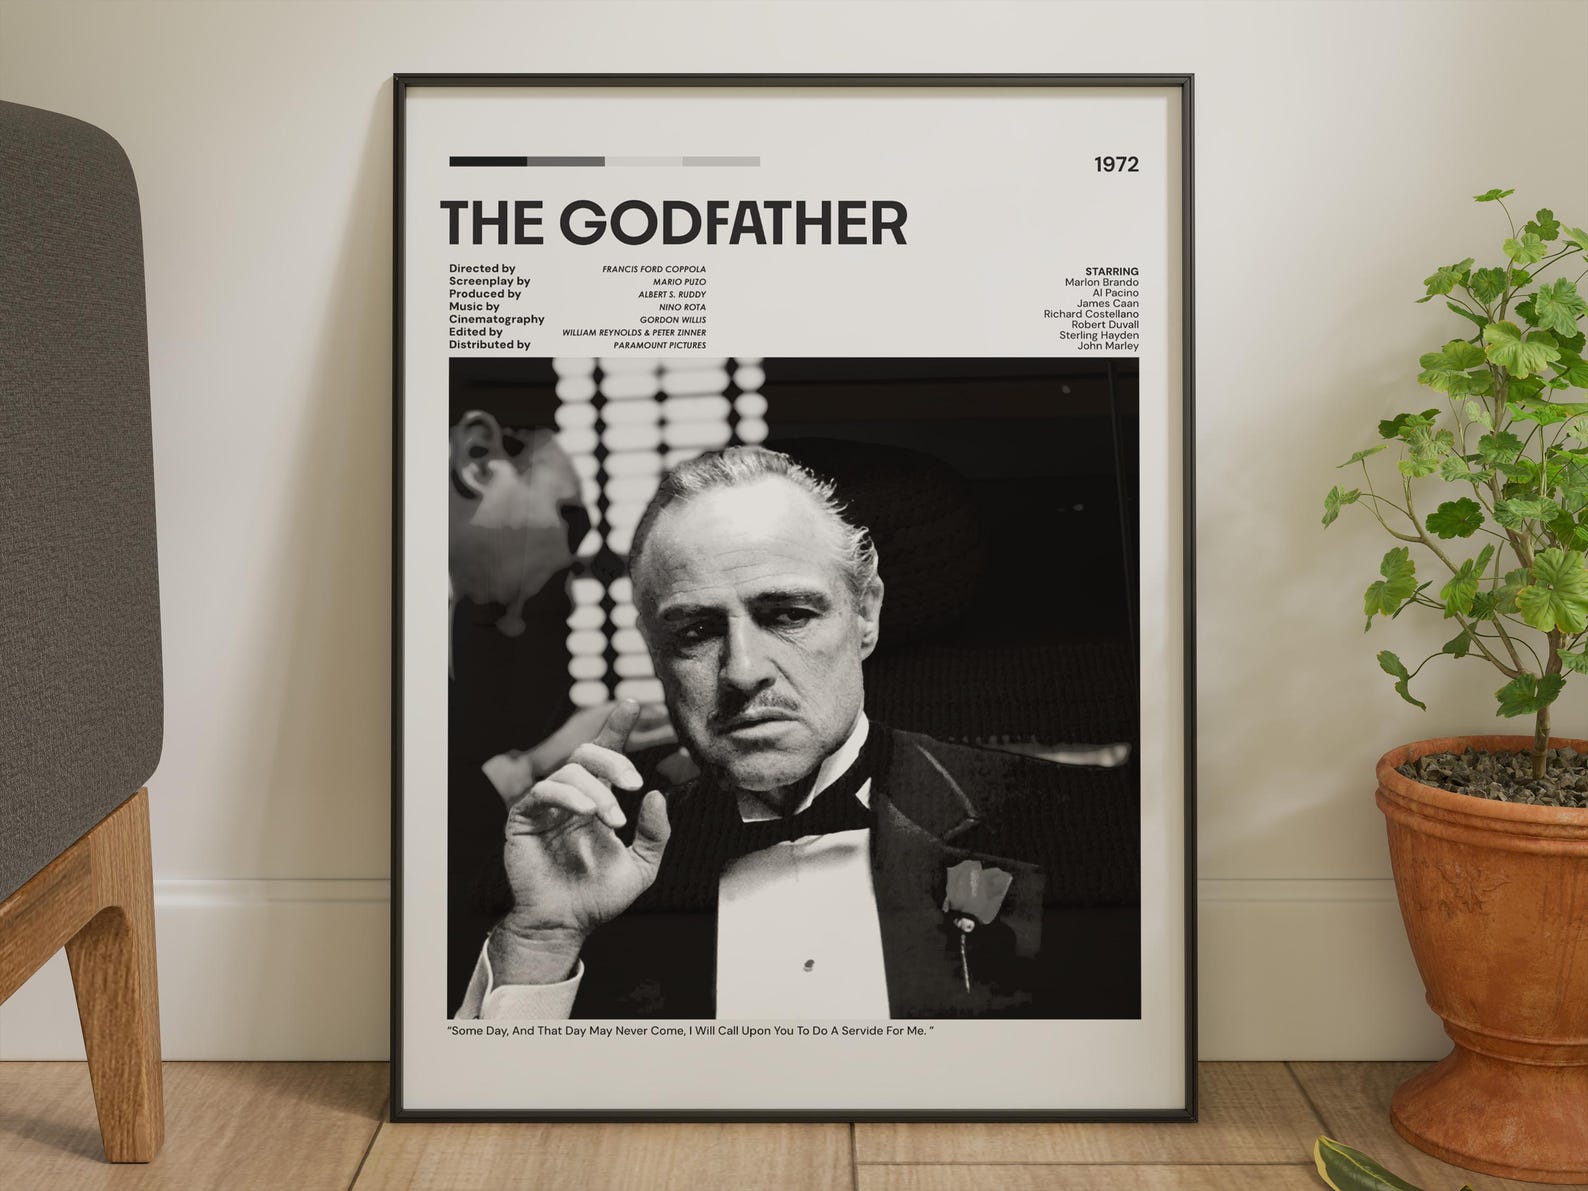 1972
THE GODFATHER
Directed by FRANCIS FORD COPPOLA
Screenplay by MARIO PUZO
Produced by ALBERT S. RUDDY
Music by NINO ROTA
Cinematography GORDON WILLIS
Edited by WILLIAM REYNOLDS & PETER ZINNER
Distributed by PARAMOUNT PICTURES
STARRING
Marlon Brando
Al Pacino
James Caan
Richard Costellano
Robert Duvall
Sterling Hayden
John Marley
“Some Day, And That Day May Never Come, I Will Call Upon You To Do A Servide For Me. ”